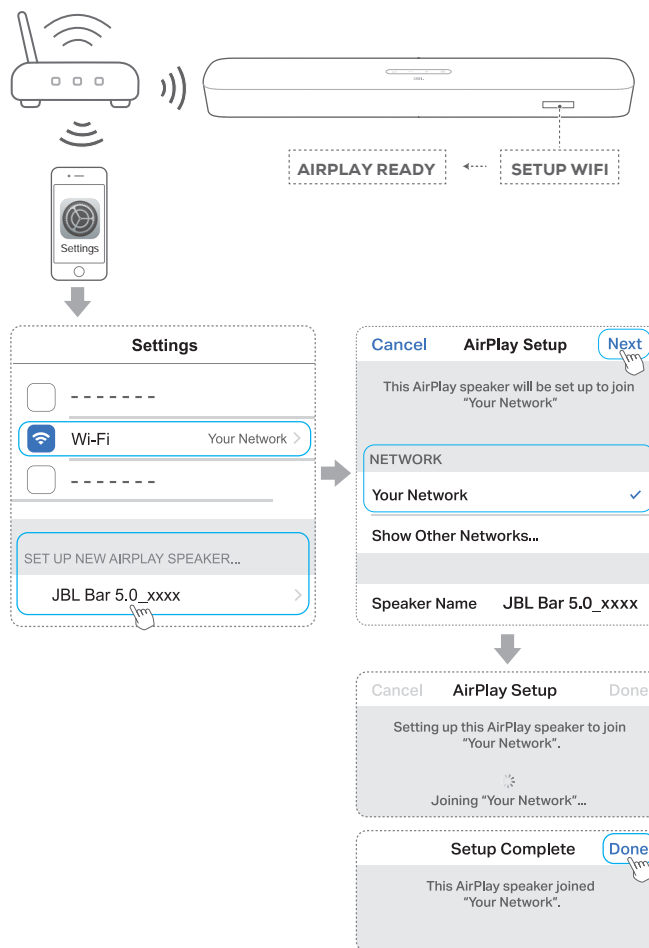 JBL
AIRPLAY READY
SETUP WIFI
Settings
Settings
Wi-Fi Your Network
SET UP NEW AIRPLAY SPEAKER...
JBL Bar 5.0_xxxx
Cancel AirPlay Setup Next
This AirPlay speaker will be set up to join
"Your Network"
NETWORK
Your Network
Show Other Networks...
Speaker Name JBL Bar 5.0_xxxx
Cancel AirPlay Setup Done
Setting up this AirPlay speaker to join
"Your Network".
Joining "Your Network"...
Setup Complete Done
This AirPlay speaker joined
"Your Network".